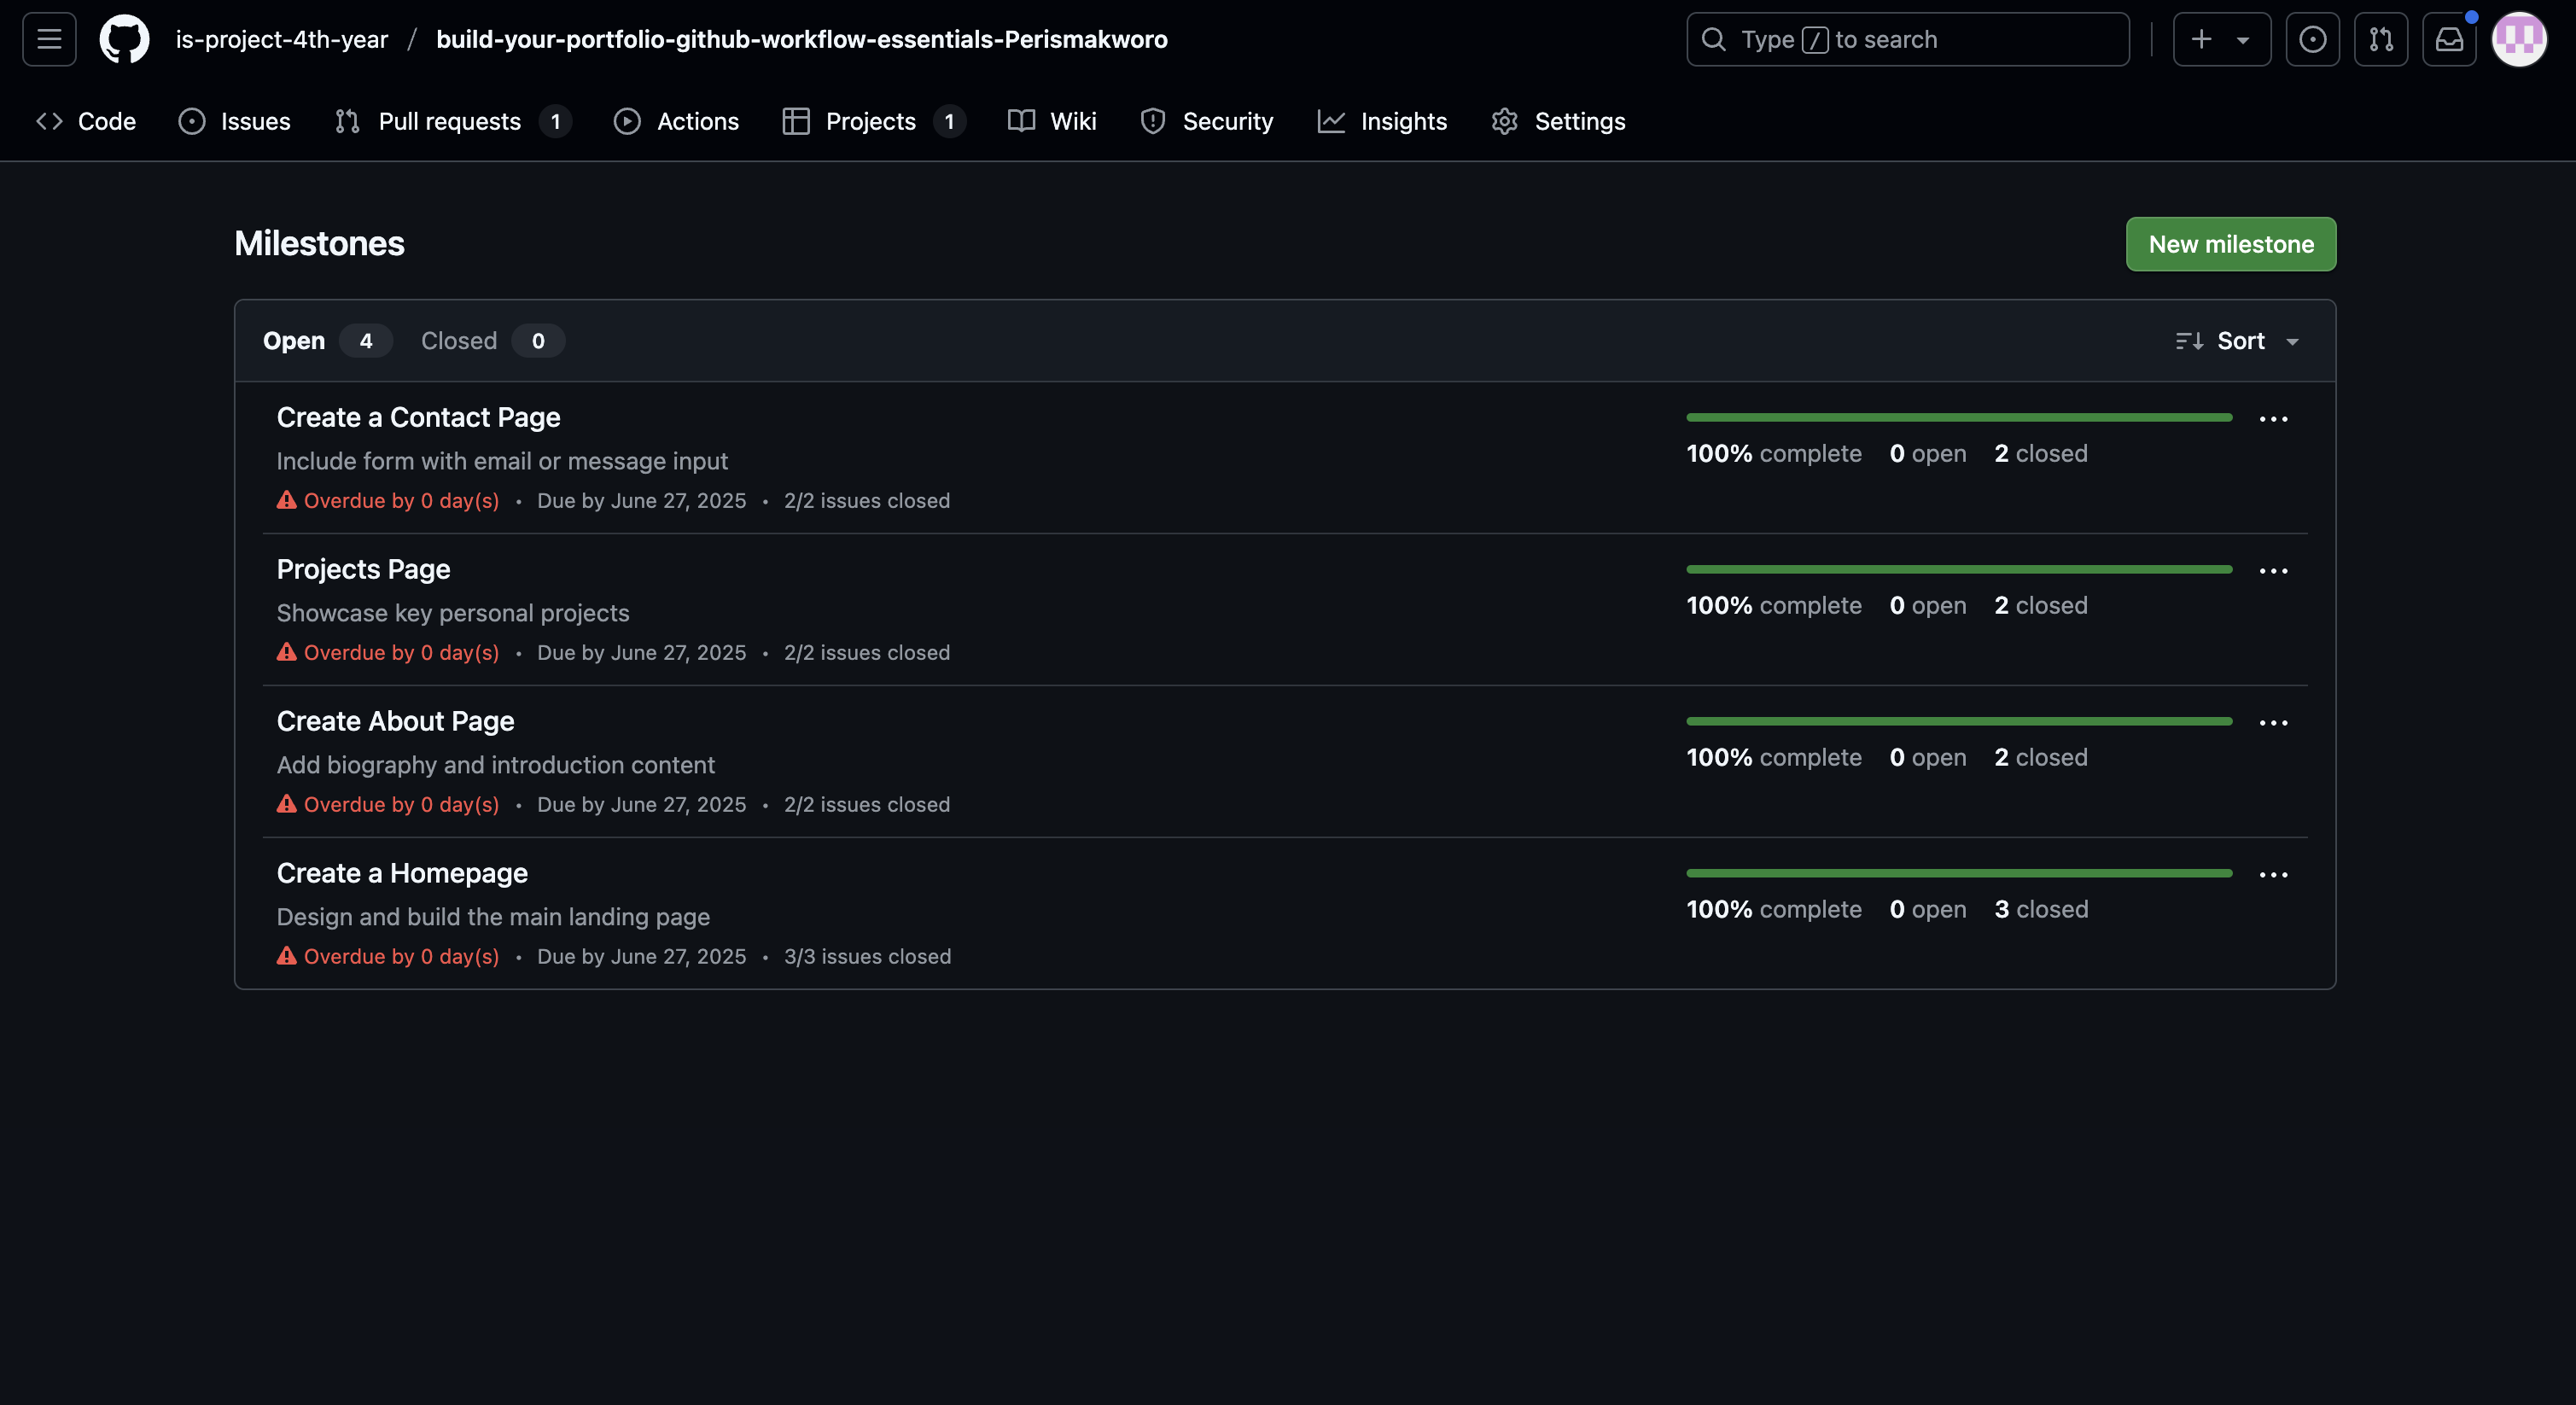 is-project-4th-year / build-your-portfolio-github-workflow-essentials-Perismakworo
Type / to search
Code Issues Pull requests 1 Actions Projects 1 Wiki Security Insights Settings
Milestones
New milestone
Open 4 Closed 0
Sort
Create a Contact Page
Include form with email or message input
Overdue by 0 day(s) • Due by June 27, 2025 • 2/2 issues closed
100% complete 0 open 2 closed
Projects Page
Showcase key personal projects
Overdue by 0 day(s) • Due by June 27, 2025 • 2/2 issues closed
100% complete 0 open 2 closed
Create About Page
Add biography and introduction content
Overdue by 0 day(s) • Due by June 27, 2025 • 2/2 issues closed
100% complete 0 open 2 closed
Create a Homepage
Design and build the main landing page
Overdue by 0 day(s) • Due by June 27, 2025 • 3/3 issues closed
100% complete 0 open 3 closed